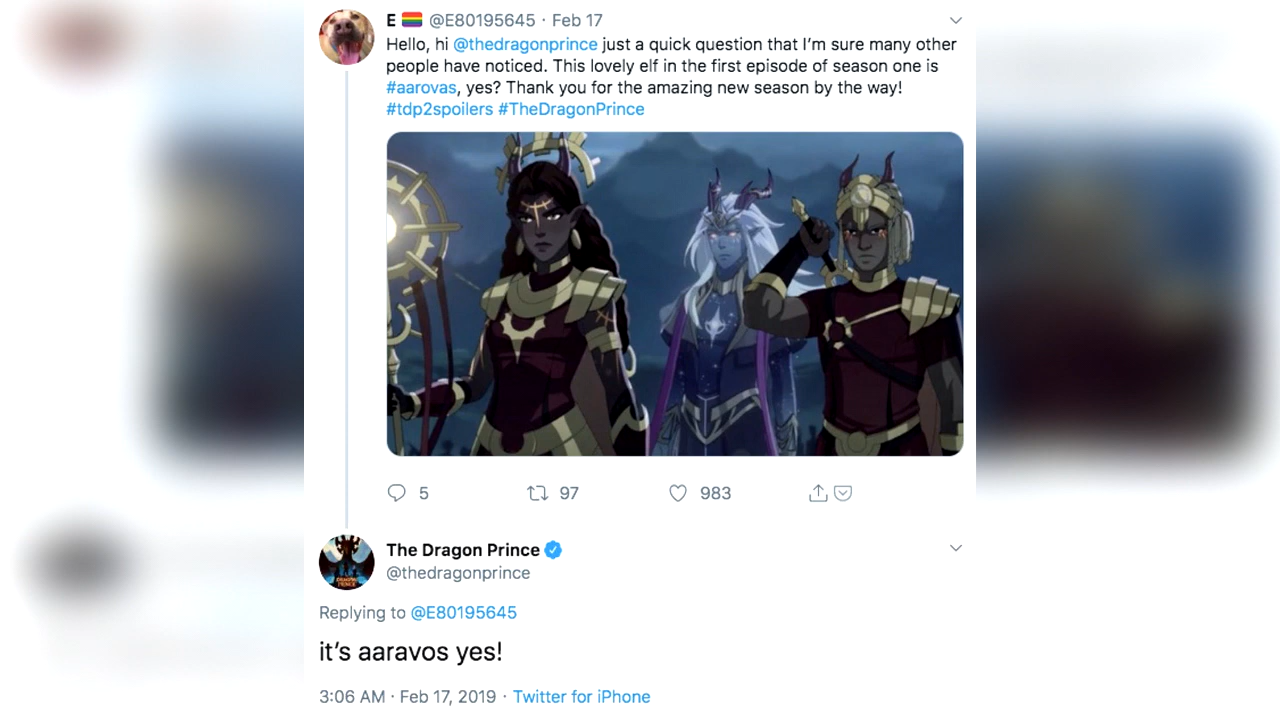 E 🏳️‍🌈 @E80195645 · Feb 17
Hello, hi @thedragonprince just a quick question that I’m sure many other
people have noticed. This lovely elf in the first episode of season one is
#aarovas, yes? Thank you for the amazing new season by the way!
#tdp2spoilers #TheDragonPrince
5 97 983
The Dragon Prince
@thedragonprince
Replying to @E80195645
it’s aaravos yes!
3:06 AM · Feb 17, 2019 · Twitter for iPhone